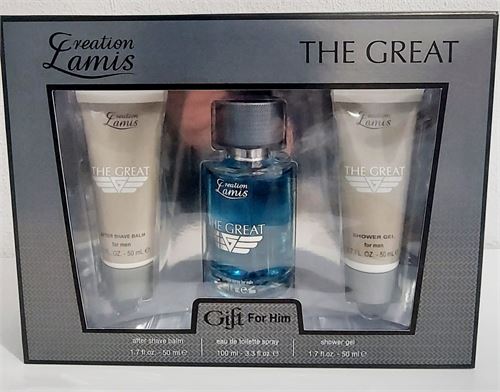 Creation
Lamis
THE GREAT
Creation
Lamis
THE GREAT
AFTER SHAVE BALM
for men
FL OZ. - 50 mL ℮
Creation
Lamis
THE GREAT
Creation
Lamis
THE GREAT
SHOWER GEL
for men
1.7 FL OZ. - 50 mL ℮
Gift For Him
after shave balm
1.7 fl.oz. - 50 ml ℮
eau de toilette spray
100 ml - 3.3 fl.oz. ℮
shower gel
1.7 fl.oz. - 50 ml ℮